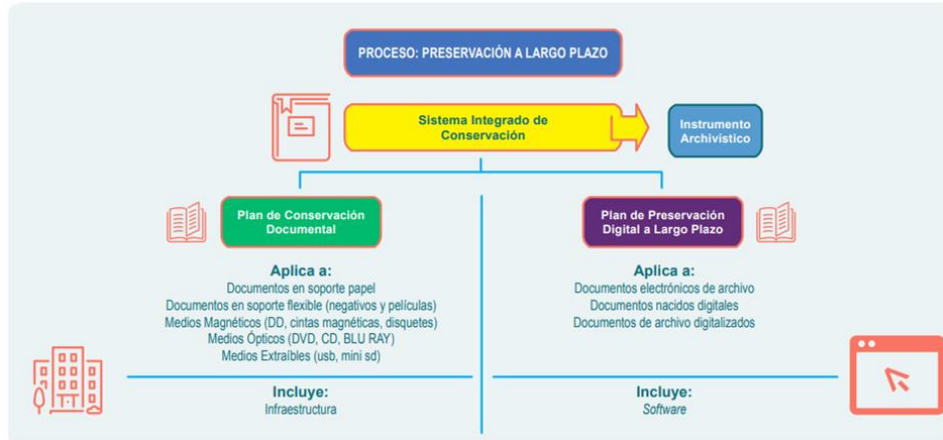 PROCESO: PRESERVACIÓN A LARGO PLAZO
Sistema Integrado de
Conservación
Instrumento
Archivístico
Plan de Conservación
Documental
Aplica a:
Documentos en soporte papel
Documentos en soporte flexible (negativos y películas)
Medios Magnéticos (DD, cintas magnéticas, disquetes)
Medios Ópticos (DVD, CD, BLU RAY)
Medios Extraíbles (usb, mini sd)
Incluye:
Infraestructura
Plan de Preservación
Digital a Largo Plazo
Aplica a:
Documentos electrónicos de archivo
Documentos nacidos digitales
Documentos de archivo digitalizados
Incluye:
Software